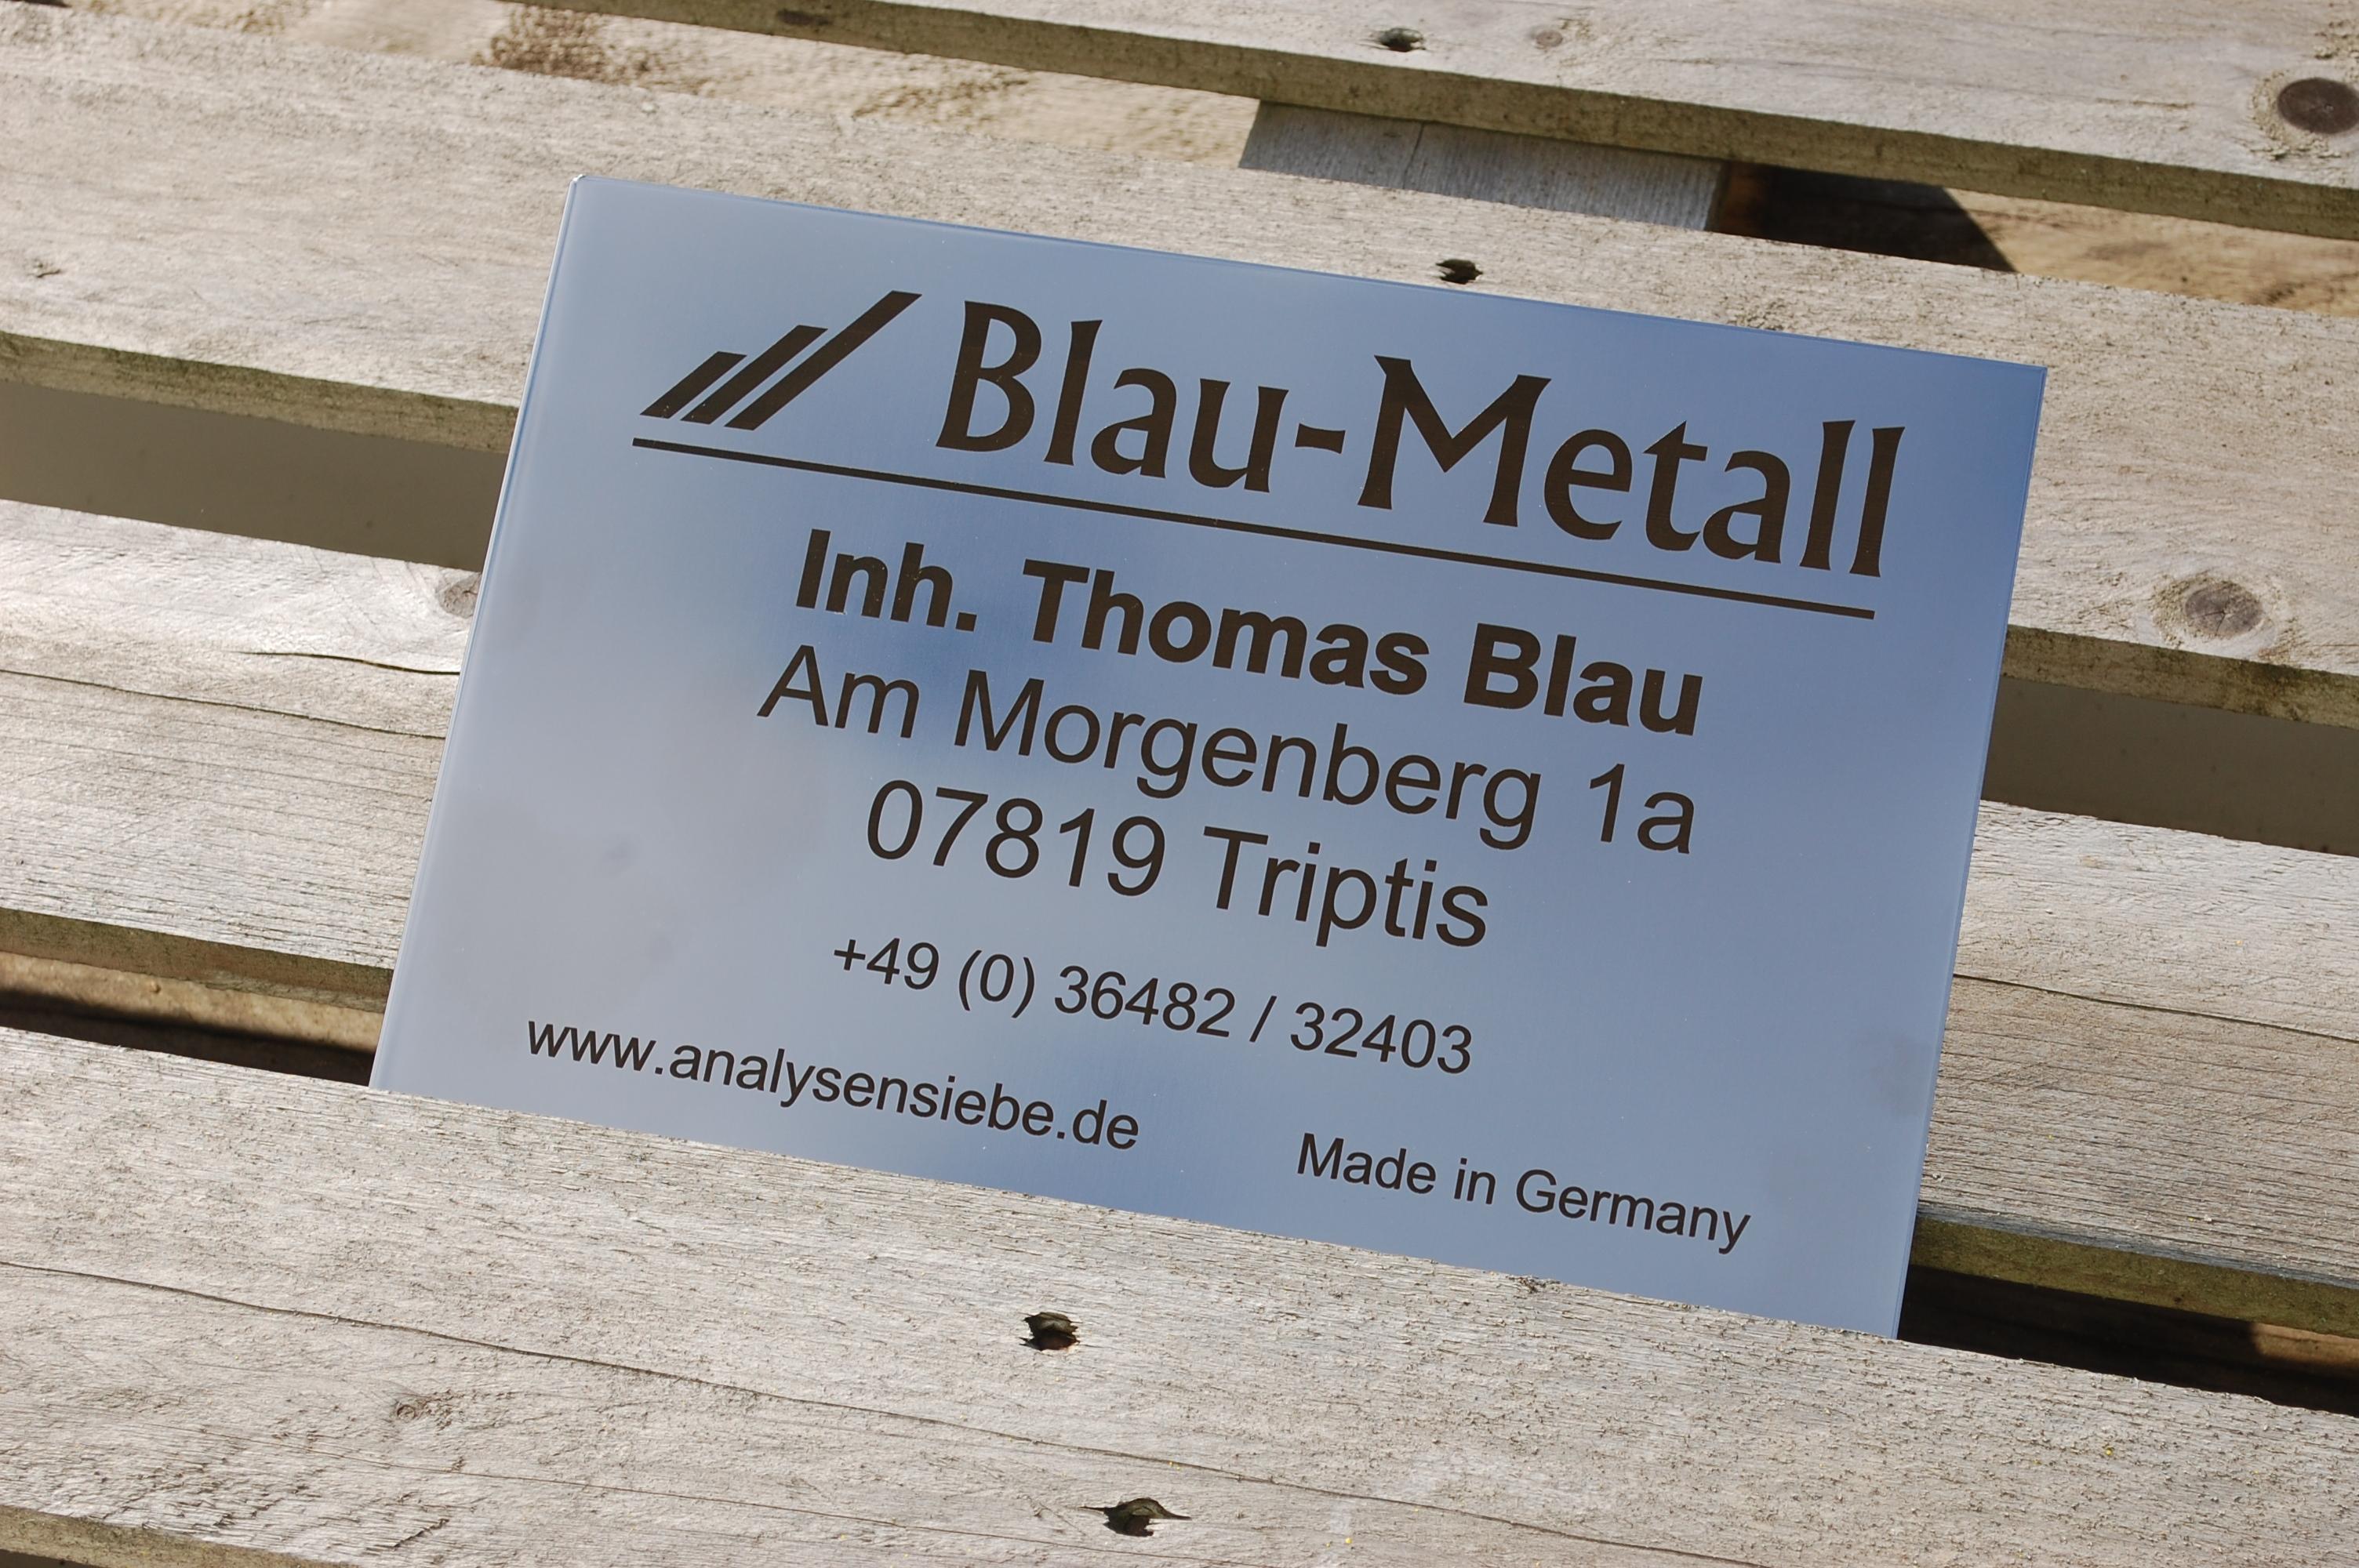 Blau-Metall
Inh. Thomas Blau
Am Morgenberg 1a
07819 Triptis
+49 (0) 36482 / 32403
www.analysensiebe.de
Made in Germany